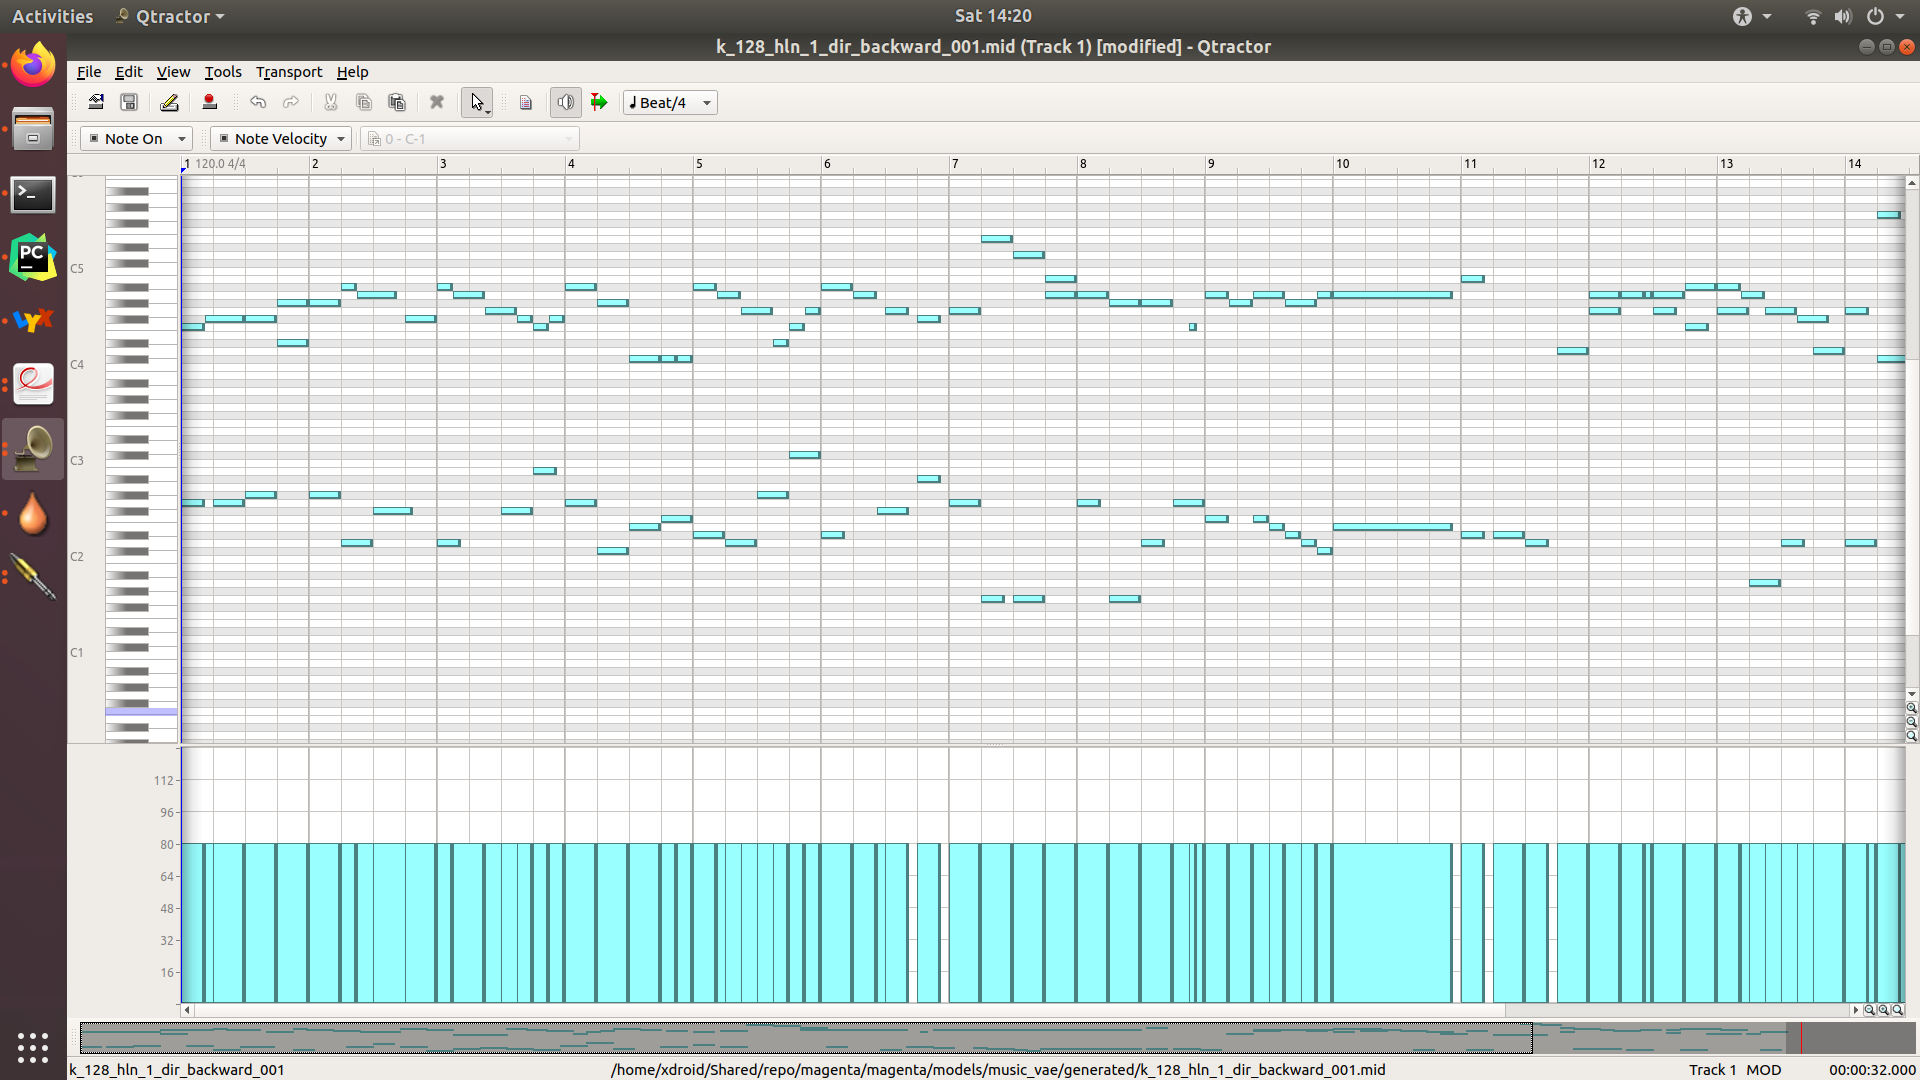 Activities Qtractor Sat 14:20
k_128_hln_1_dir_backward_001.mid (Track 1) [modified] - Qtractor
File Edit View Tools Transport Help
Beat/4
Note On Note Velocity 0 - C-1
1 120.0 4/4 2 3 4 5 6 7 8 9 10 11 12 13 14
PC
C5
C4
C3
C2
C1
112
96
80
64
48
32
16
k_128_hln_1_dir_backward_001 /home/xdroid/Shared/repo/magenta/magenta/models/music_vae/generated/k_128_hln_1_dir_backward_001.mid Track 1 MOD 00:00:32.000